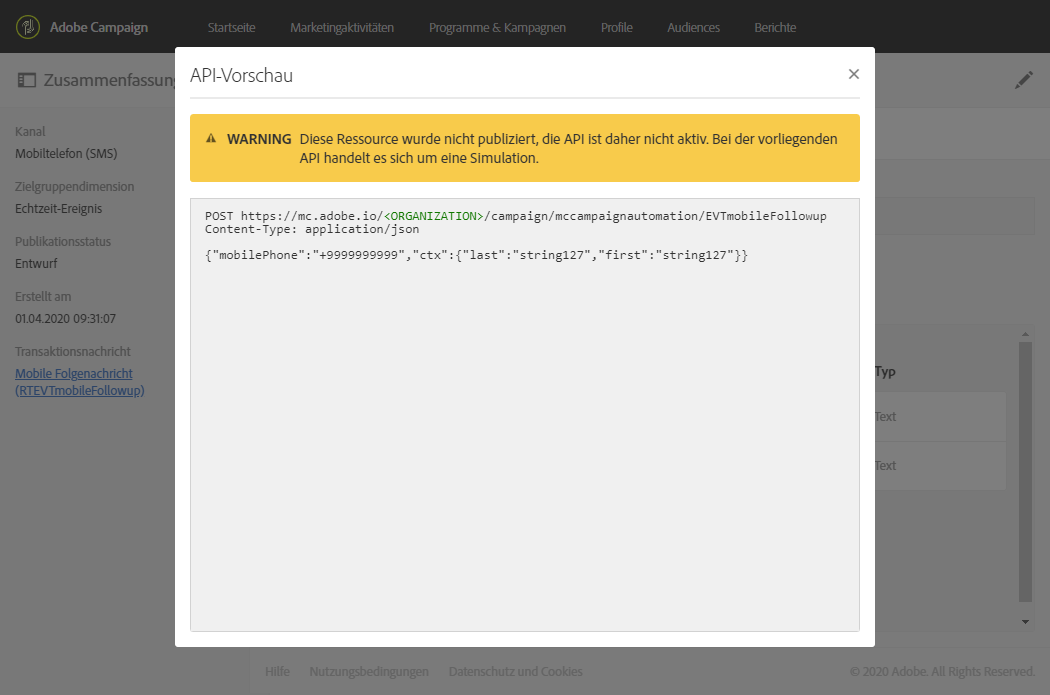 Adobe Campaign
Startseite
Marketingaktivitäten
Programme & Kampagnen
Profile
Audiences
Berichte
Zusammenfassung
Kanal
Mobiltelefon (SMS)
Zielgruppendimension
Echtzeit-Ereignis
Publikationsstatus
Entwurf
Erstellt am
01.04.2020 09:31:07
Transaktionsnachricht
Mobile Folgenachricht
(RTEVTmobileFollowup)
API-Vorschau
WARNING Diese Ressource wurde nicht publiziert, die API ist daher nicht aktiv. Bei der vorliegenden
API handelt es sich um eine Simulation.
POST https://mc.adobe.io/<ORGANIZATION>/campaign/mccampaignautomation/EVTmobileFollowup
Content-Type: application/json
{"mobilePhone":"+9999999999","ctx":{"last":"string127","first":"string127"}}
Typ
Text
Text
Hilfe
Nutzungsbedingungen
Datenschutz und Cookies
© 2020 Adobe. All Rights Reserved.